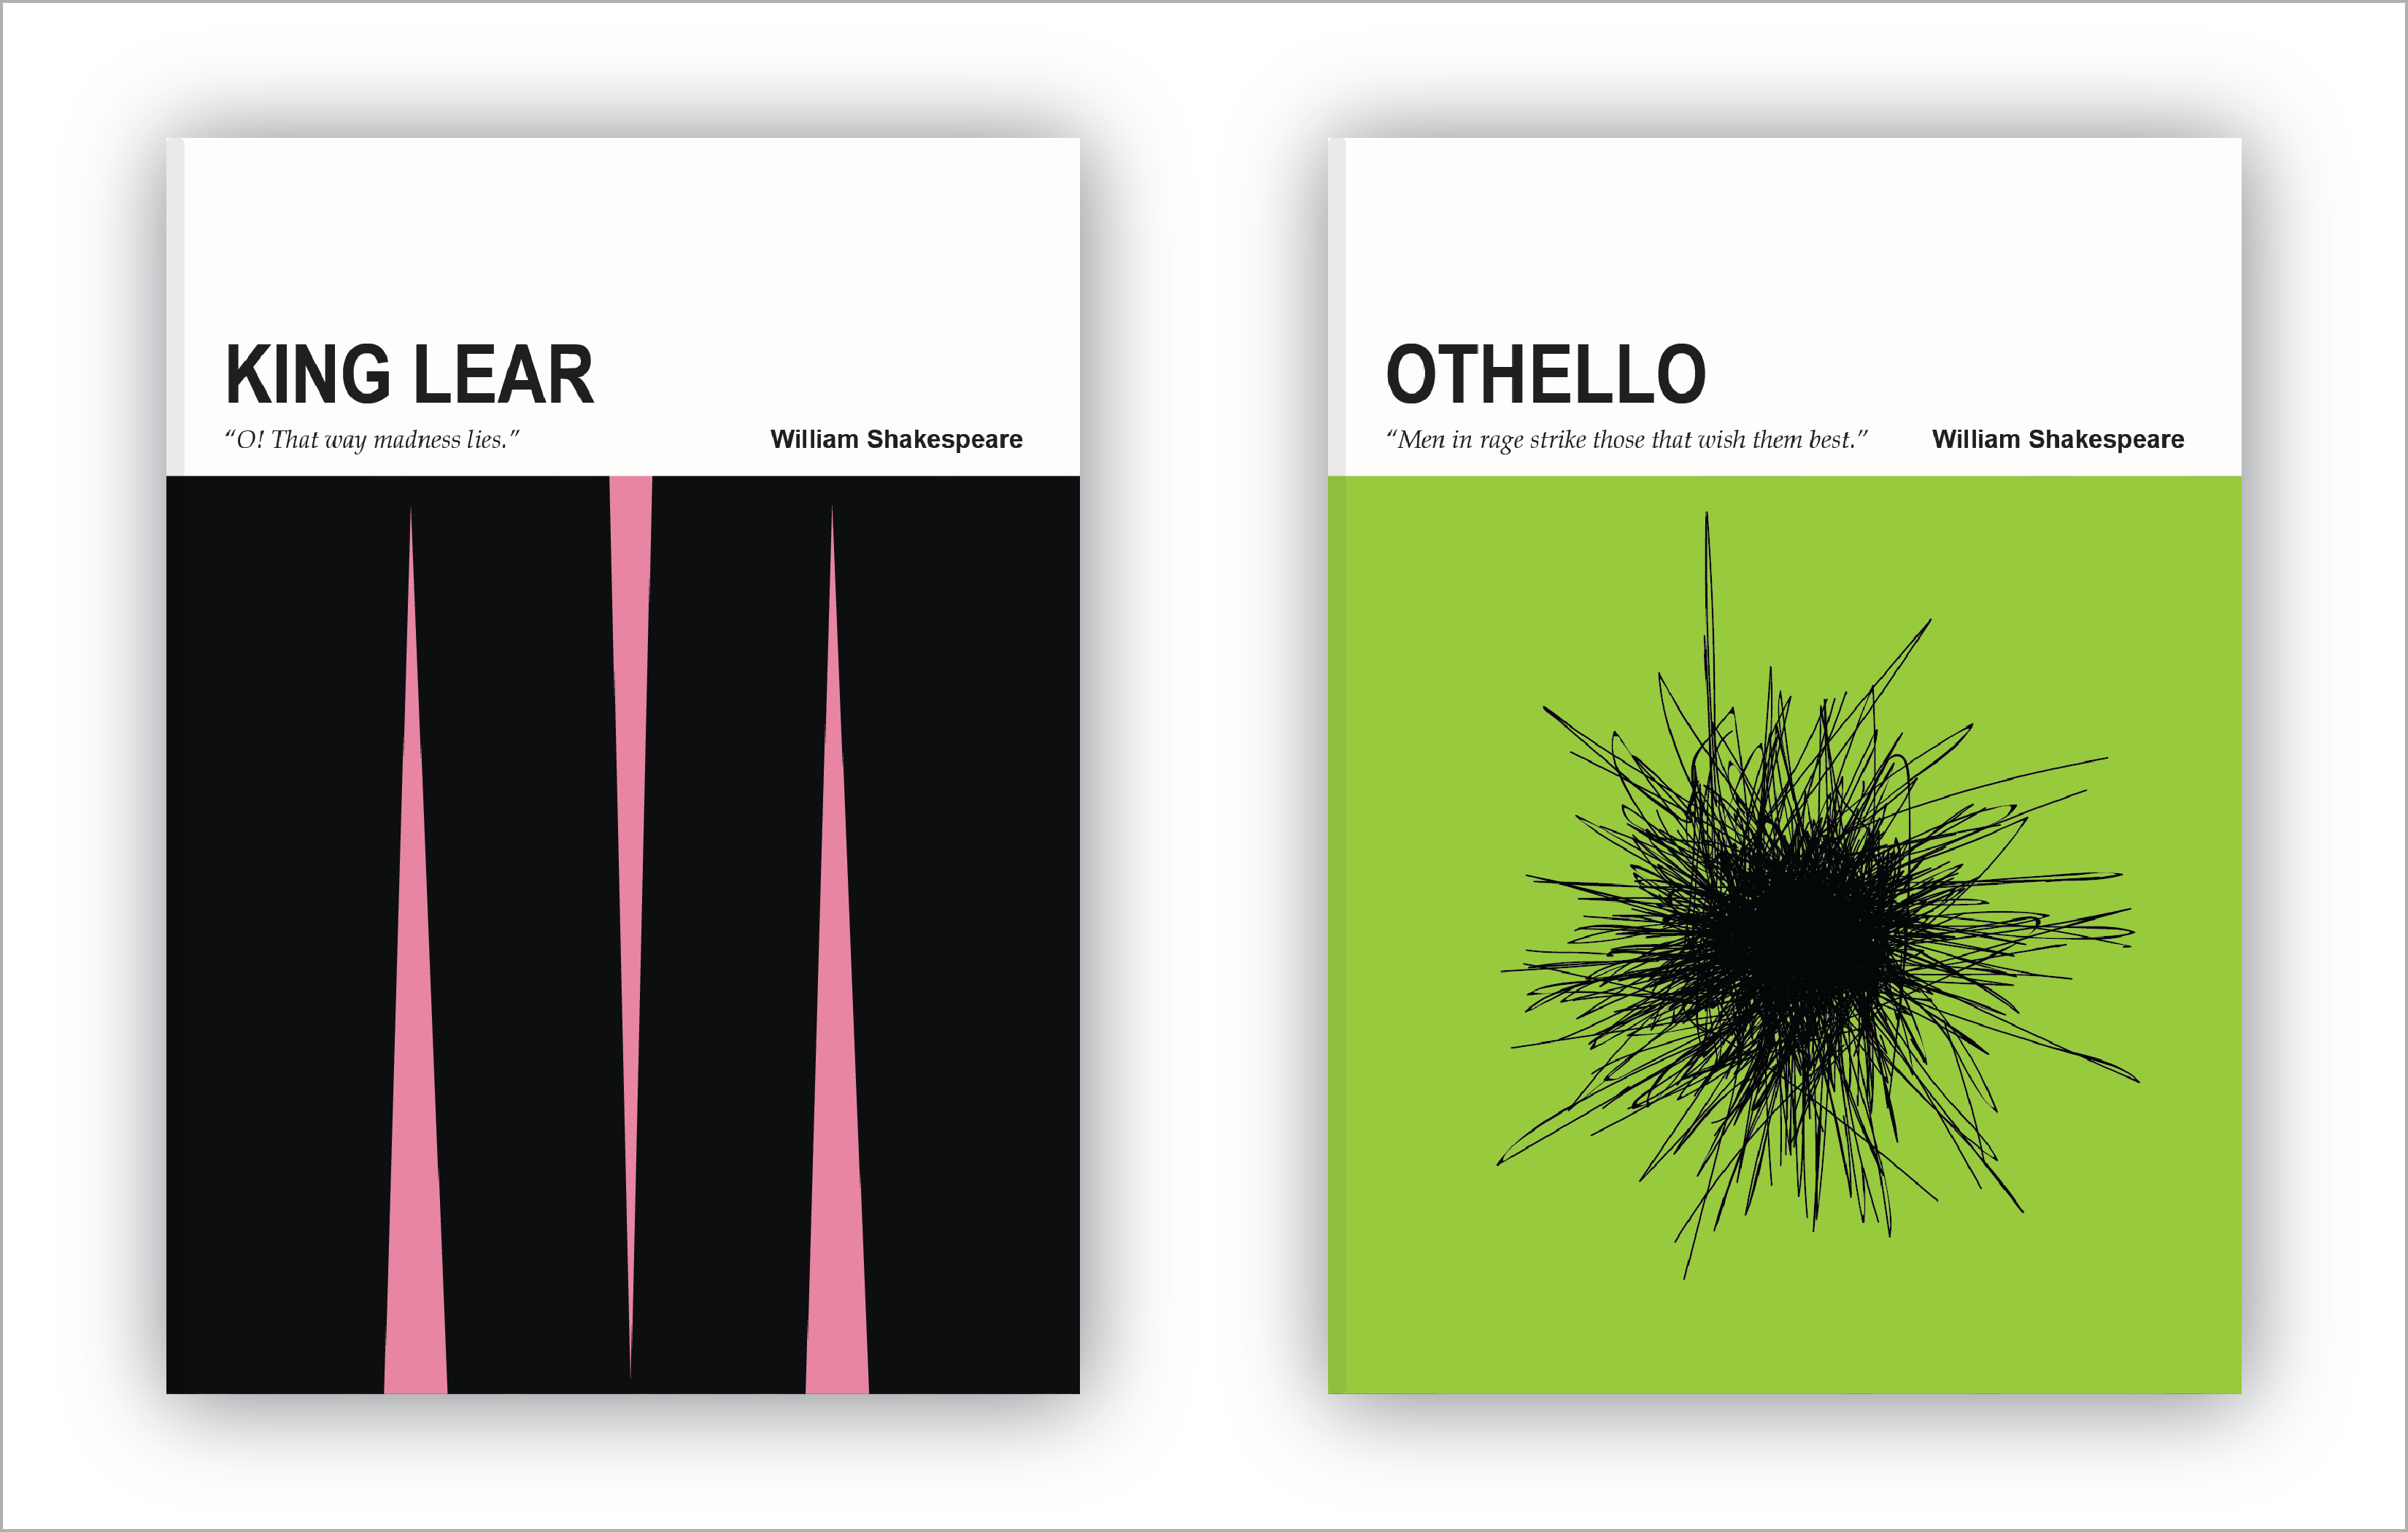 KING LEAR
“O! That way madness lies.”
William Shakespeare
OTHELLO
“Men in rage strike those that wish them best.”
William Shakespeare